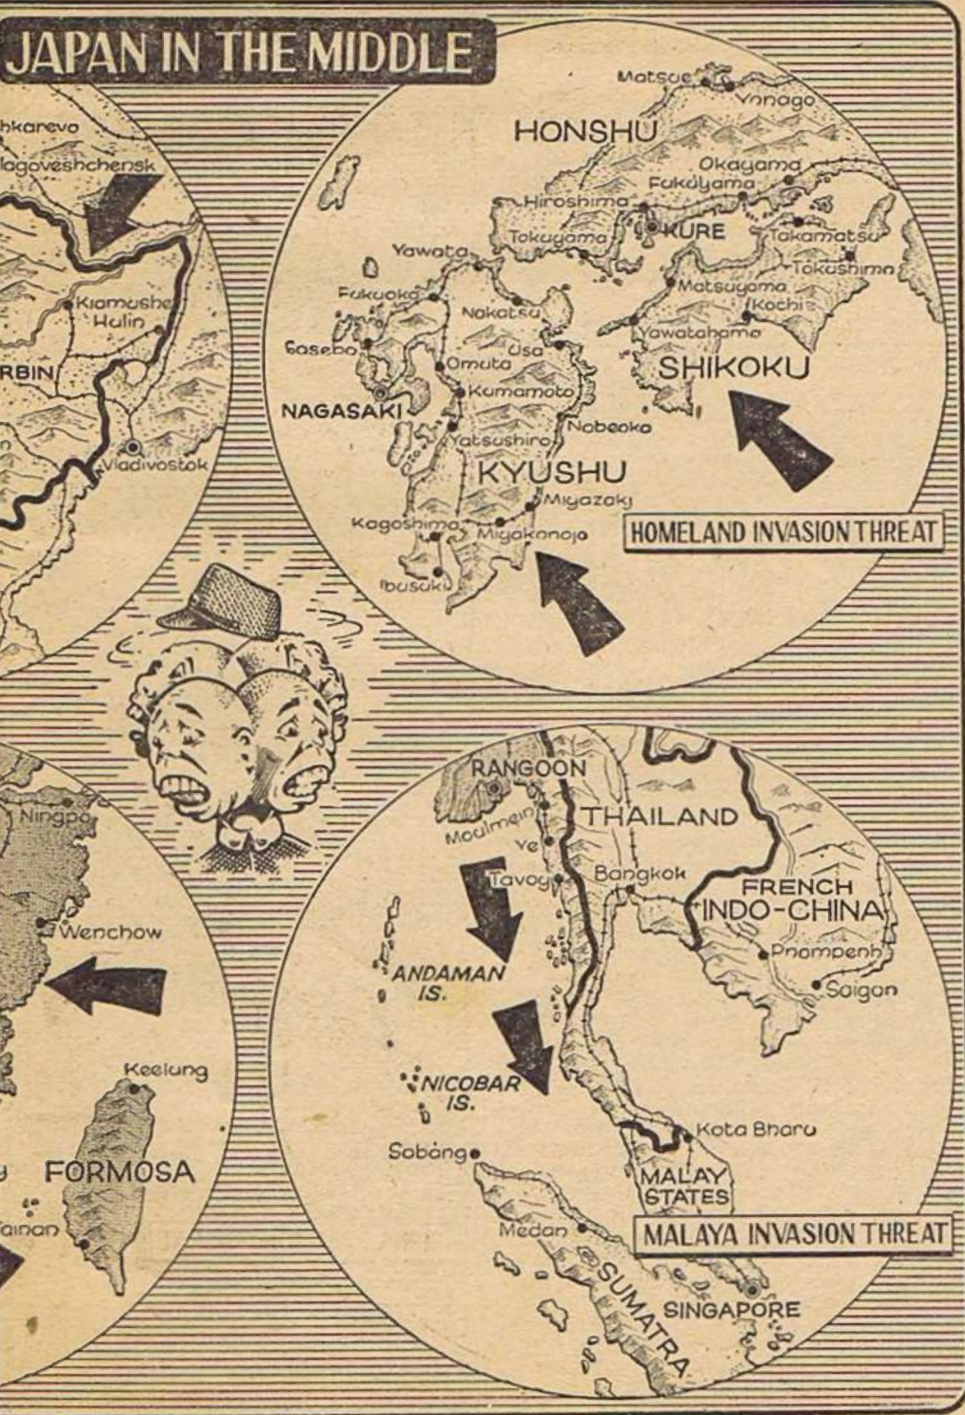 JAPAN IN THE MIDDLE
hkarevo
lagoveshchensk
Kiamushe
Hulin
RBIN
Vladivostok
Matsue
Yonago
HONSHU
Okayama
Fukuyama
Hiroshima
KURE
Tokuyama
Takamatsu
Yawata
Tokushima
Matsuyama
Fukuoka
Kochi
Nakatsu
Yawatahama
Sasebo
Usa
Omuta
SHIKOKU
Kumamoto
NAGASAKI
Nobeoka
Yatsushiro
KYUSHU
Miyazaki
Kagoshima
Miyakonojo
HOMELAND INVASION THREAT
Ibusuki
Ningpo
Wenchow
Keelung
FORMOSA
ainan
RANGOON
THAILAND
Moulmein
Ye
Tavoy
Bangkok
FRENCH
INDO-CHINA
Pnompenh
ANDAMAN
IS.
Saigon
NICOBAR
IS.
Kota Bharu
Sabang
MALAY
STATES
Medan
MALAYA INVASION THREAT
SUMATRA
SINGAPORE